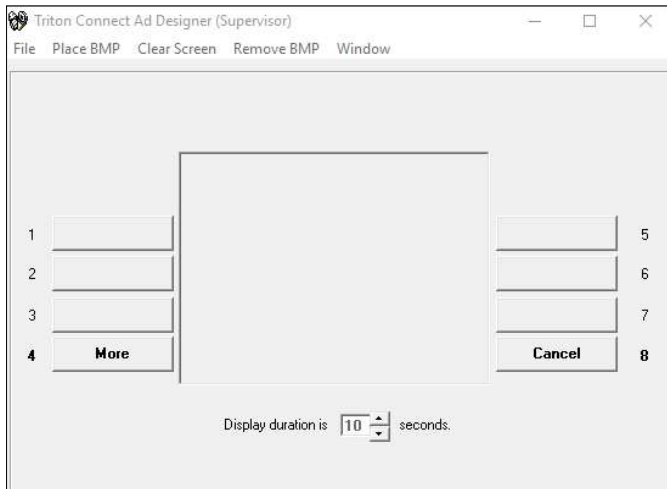 Triton Connect Ad Designer (Supervisor)
File Place BMP Clear Screen Remove BMP Window
1 5
2 6
3 7
4 More Cancel 8
Display duration is 10 seconds.